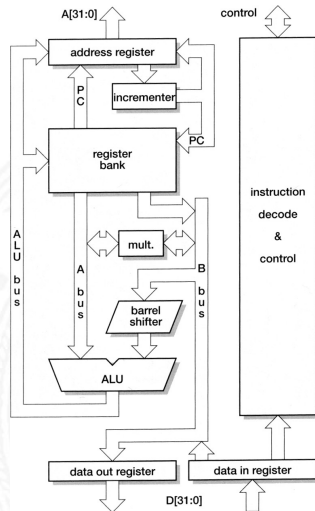 A[31:0]
control
address register
P
C
incrementer
PC
register
bank
instruction
decode
&
control
A
L
U
b
u
s
A
b
u
s
mult.
B
b
u
s
barrel
shifter
ALU
data out register
data in register
D[31:0]